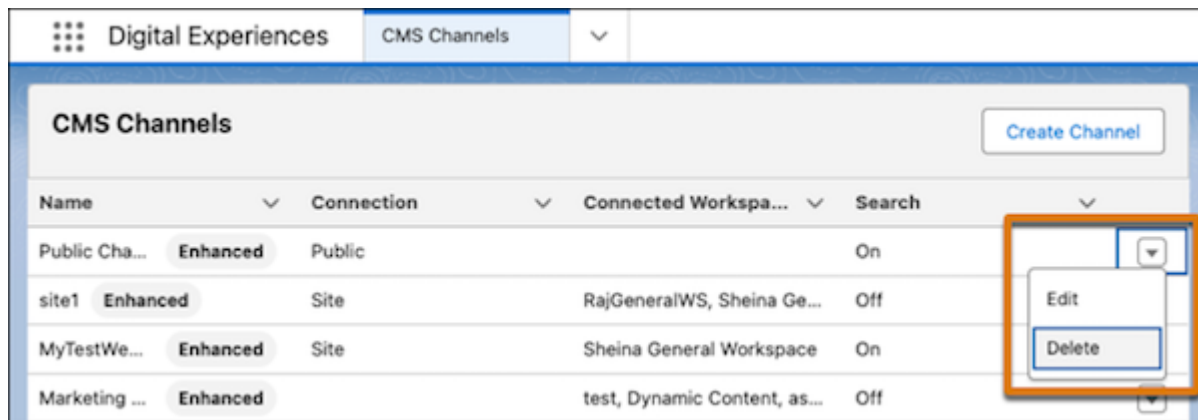 Digital Experiences CMS Channels
CMS Channels Create Channel
Name Connection Connected Workspa... Search
Public Cha... Enhanced Public On
site1 Enhanced Site RajGeneralWS, Sheina Ge... Off Edit
MyTestWe... Enhanced Site Sheina General Workspace On Delete
Marketing ... Enhanced test, Dynamic Content, as... Off